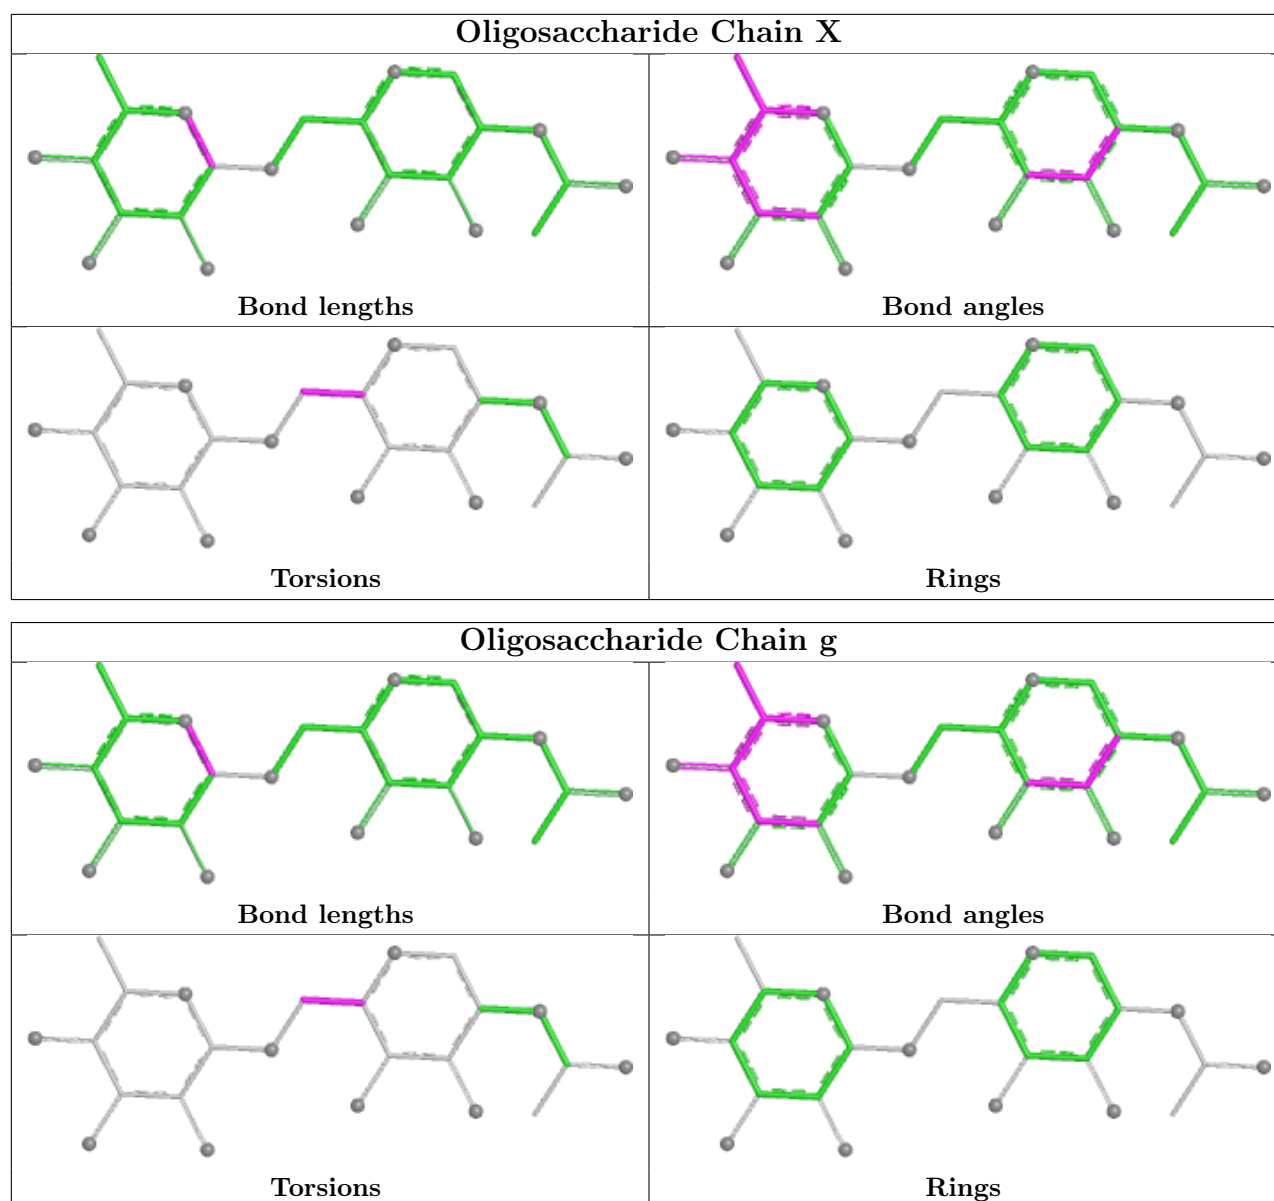 Oligosaccharide Chain X
Bond lengths
Bond angles
Torsions
Rings
Oligosaccharide Chain g
Bond lengths
Bond angles
Torsions
Rings